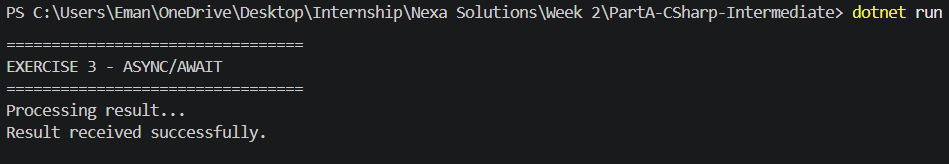 PS C:\Users\Eman\OneDrive\Desktop\Internship\Nexa Solutions\Week 2\PartA-CSharp-Intermediate> dotnet run
=================================
EXERCISE 3 - ASYNC/AWAIT
=================================
Processing result...
Result received successfully.